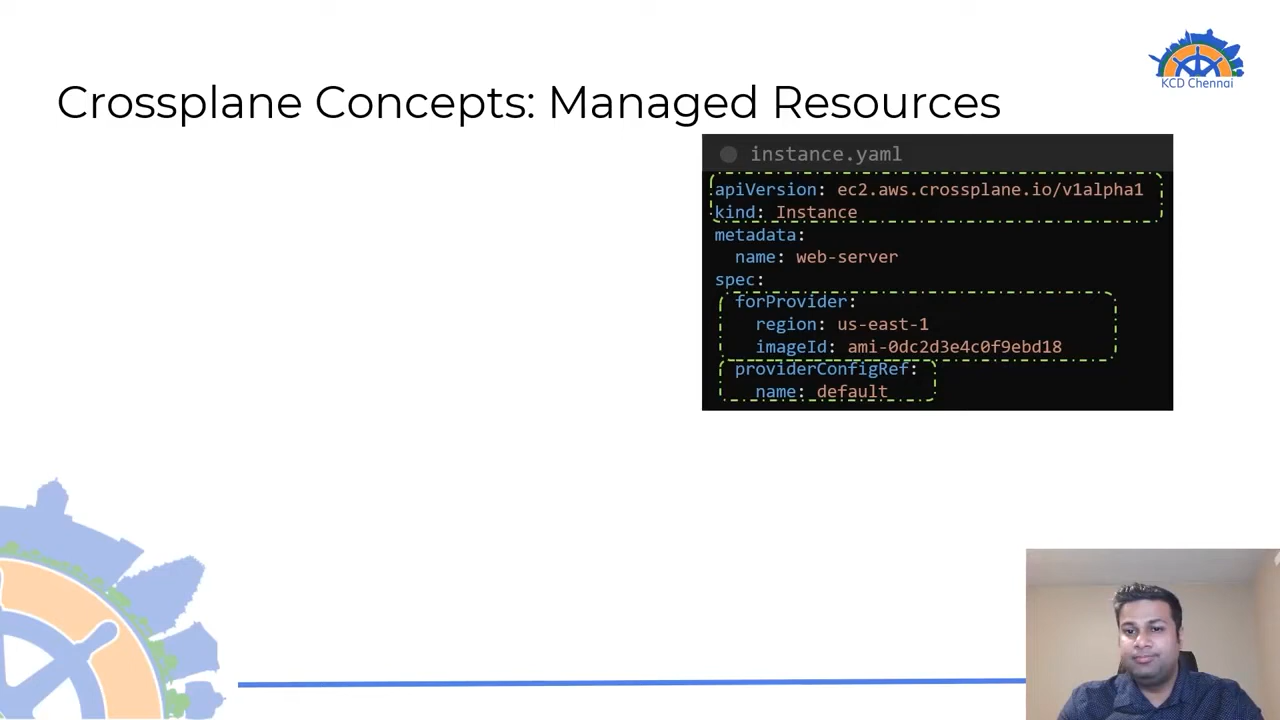 KCD Chennai
Crossplane Concepts: Managed Resources
instance.yaml
apiVersion: ec2.aws.crossplane.io/v1alpha1
kind: Instance
metadata:
  name: web-server
spec:
  forProvider:
    region: us-east-1
    imageId: ami-0dc2d3e4c0f9ebd18
  providerConfigRef:
    name: default